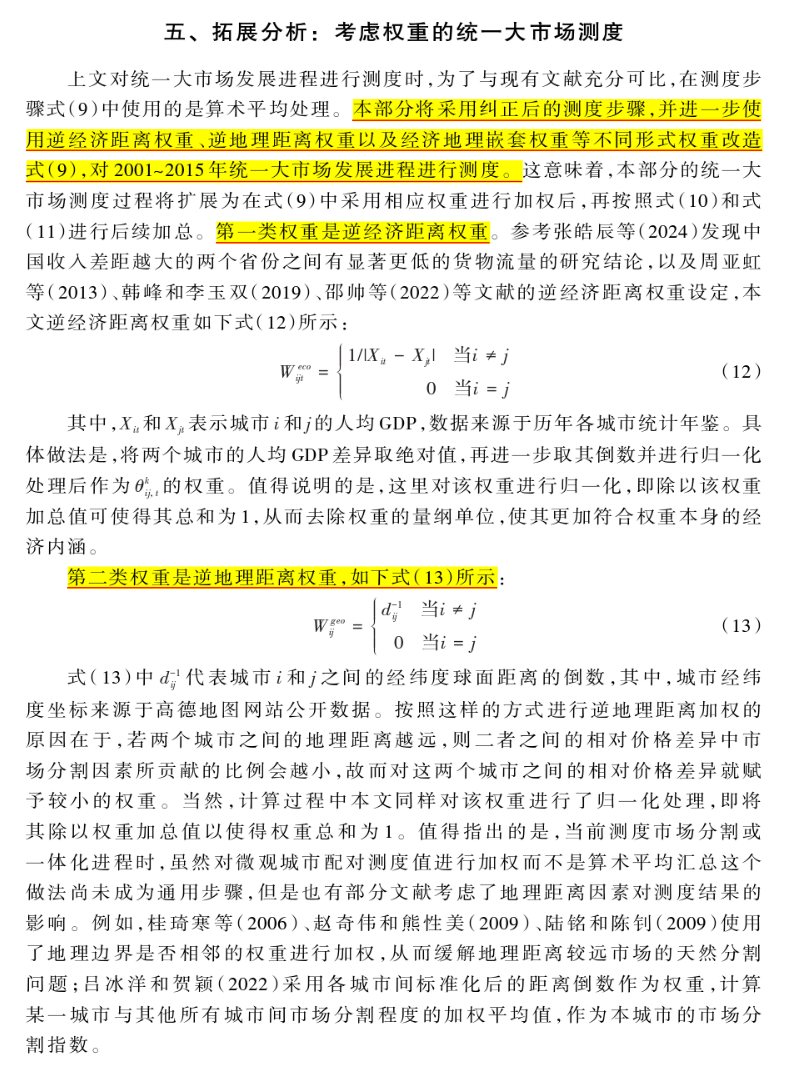 五、拓展分析：考虑权重的统一大市场测度
上文对统一大市场发展进程进行测度时，为了与现有文献充分可比，在测度步
骤式(9)中使用的是算术平均处理。本部分将采用纠正后的测度步骤，并进一步使
用逆经济距离权重、逆地理距离权重以及经济地理嵌套权重等不同形式权重改造
式(9)，对2001~2015年统一大市场发展进程进行测度。这意味着，本部分的统一大
市场测度过程将扩展为在式(9)中采用相应权重进行加权后，再按照式(10)和式
(11)进行后续加总。第一类权重是逆经济距离权重。参考张皓辰等(2024)发现中
国收入差距越大的两个省份之间有显著更低的货物流量的研究结论，以及周亚虹
等(2013)、韩峰和李玉双(2019)、邵帅等(2022)等文献的逆经济距离权重设定，本
文逆经济距离权重如下式(12)所示：
W_{ijt}^{eco} = { 1/|X_{it} - X_{jt}| 当i ≠ j
0 当i = j (12)
其中，X_{it}和X_{jt}表示城市i和j的人均GDP，数据来源于历年各城市统计年鉴。具
体做法是，将两个城市的人均GDP差异取绝对值，再进一步取其倒数并进行归一化
处理后作为θ_{ij,t}^{k}的权重。值得说明的是，这里对该权重进行归一化，即除以该权重
加总值可使得其总和为1，从而去除权重的量纲单位，使其更加符合权重本身的经
济内涵。
第二类权重是逆地理距离权重，如下式(13)所示：
W_{ij}^{geo} = { d_{ij}^{-1} 当i ≠ j
0 当i = j (13)
式(13)中d_{ij}^{-1}代表城市i和j之间的经纬度球面距离的倒数，其中，城市经纬
度坐标来源于高德地图网站公开数据。按照这样的方式进行逆地理距离加权的
原因在于，若两个城市之间的地理距离越远，则二者之间的相对价格差异中市
场分割因素所贡献的比例会越小，故而对这两个城市之间的相对价格差异就赋
予较小的权重。当然，计算过程中本文同样对该权重进行了归一化处理，即将
其除以权重加总值以使得权重总和为1。值得指出的是，当前测度市场分割或
一体化进程时，虽然对微观城市配对测度值进行加权而不是算术平均汇总这个
做法尚未成为通用步骤，但是也有部分文献考虑了地理距离因素对测度结果的
影响。例如，桂琦寒等(2006)、赵奇伟和熊性美(2009)、陆铭和陈钊(2009)使用
了地理边界是否相邻的权重进行加权，从而缓解地理距离较远市场的天然分割
问题；吕冰洋和贺颖(2022)采用各城市间标准化后的距离倒数作为权重，计算
某一城市与其他所有城市间市场分割程度的加权平均值，作为本城市的市场分
割指数。